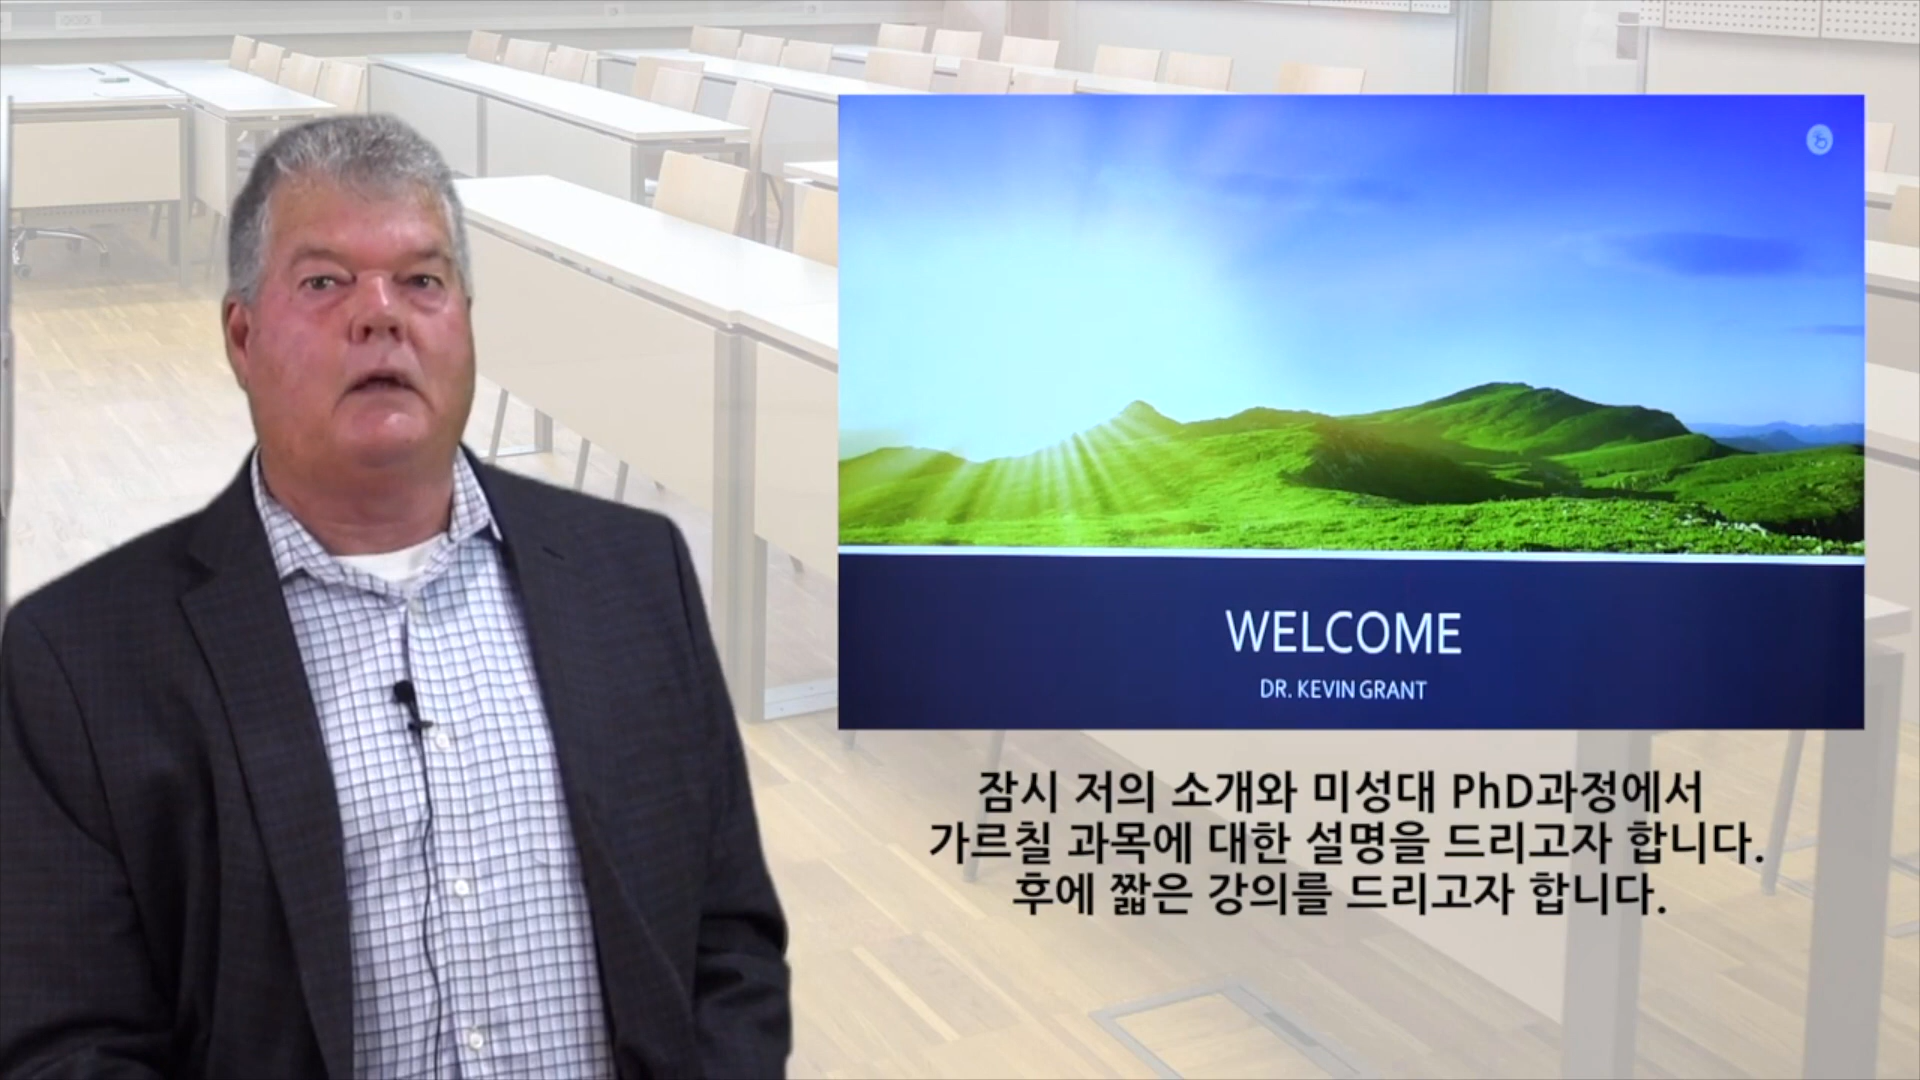 WELCOME
DR. KEVIN GRANT
잠시 저의 소개와 미성대 PhD과정에서
가르칠 과목에 대한 설명을 드리고자 합니다.
후에 짧은 강의를 드리고자 합니다.